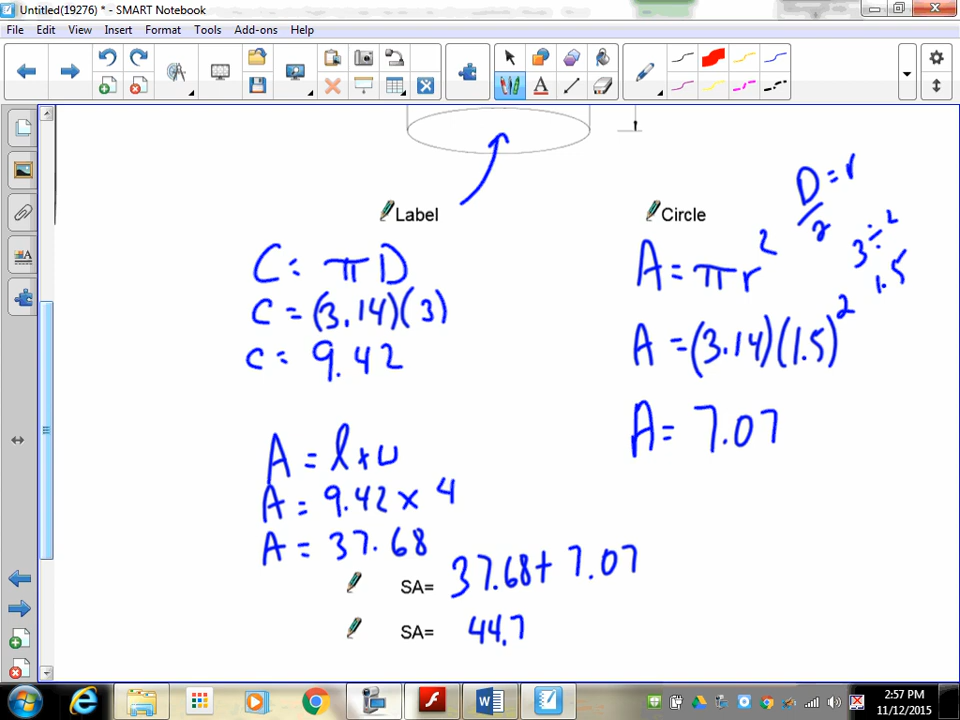 Untitled(19276) * - SMART Notebook
File Edit View Insert Format Tools Add-ons Help
Label
C = πD
C = (3.14)(3)
C = 9.42
A = l x w
A = 9.42 x 4
A = 37.68
Circle
D/2 = r
3 ÷ 2
1.5
A = πr²
A = (3.14)(1.5)²
A = 7.07
SA= 37.68 + 7.07
SA= 44.7
2:57 PM
11/12/2015